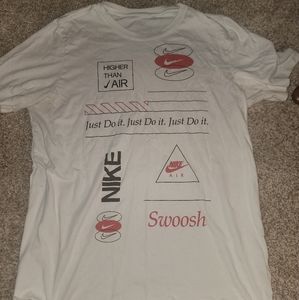 HIGHER
THAN
AIR
Just Do it. Just Do it. Just Do it.
NIKE
NIKE
AIR
Swoosh